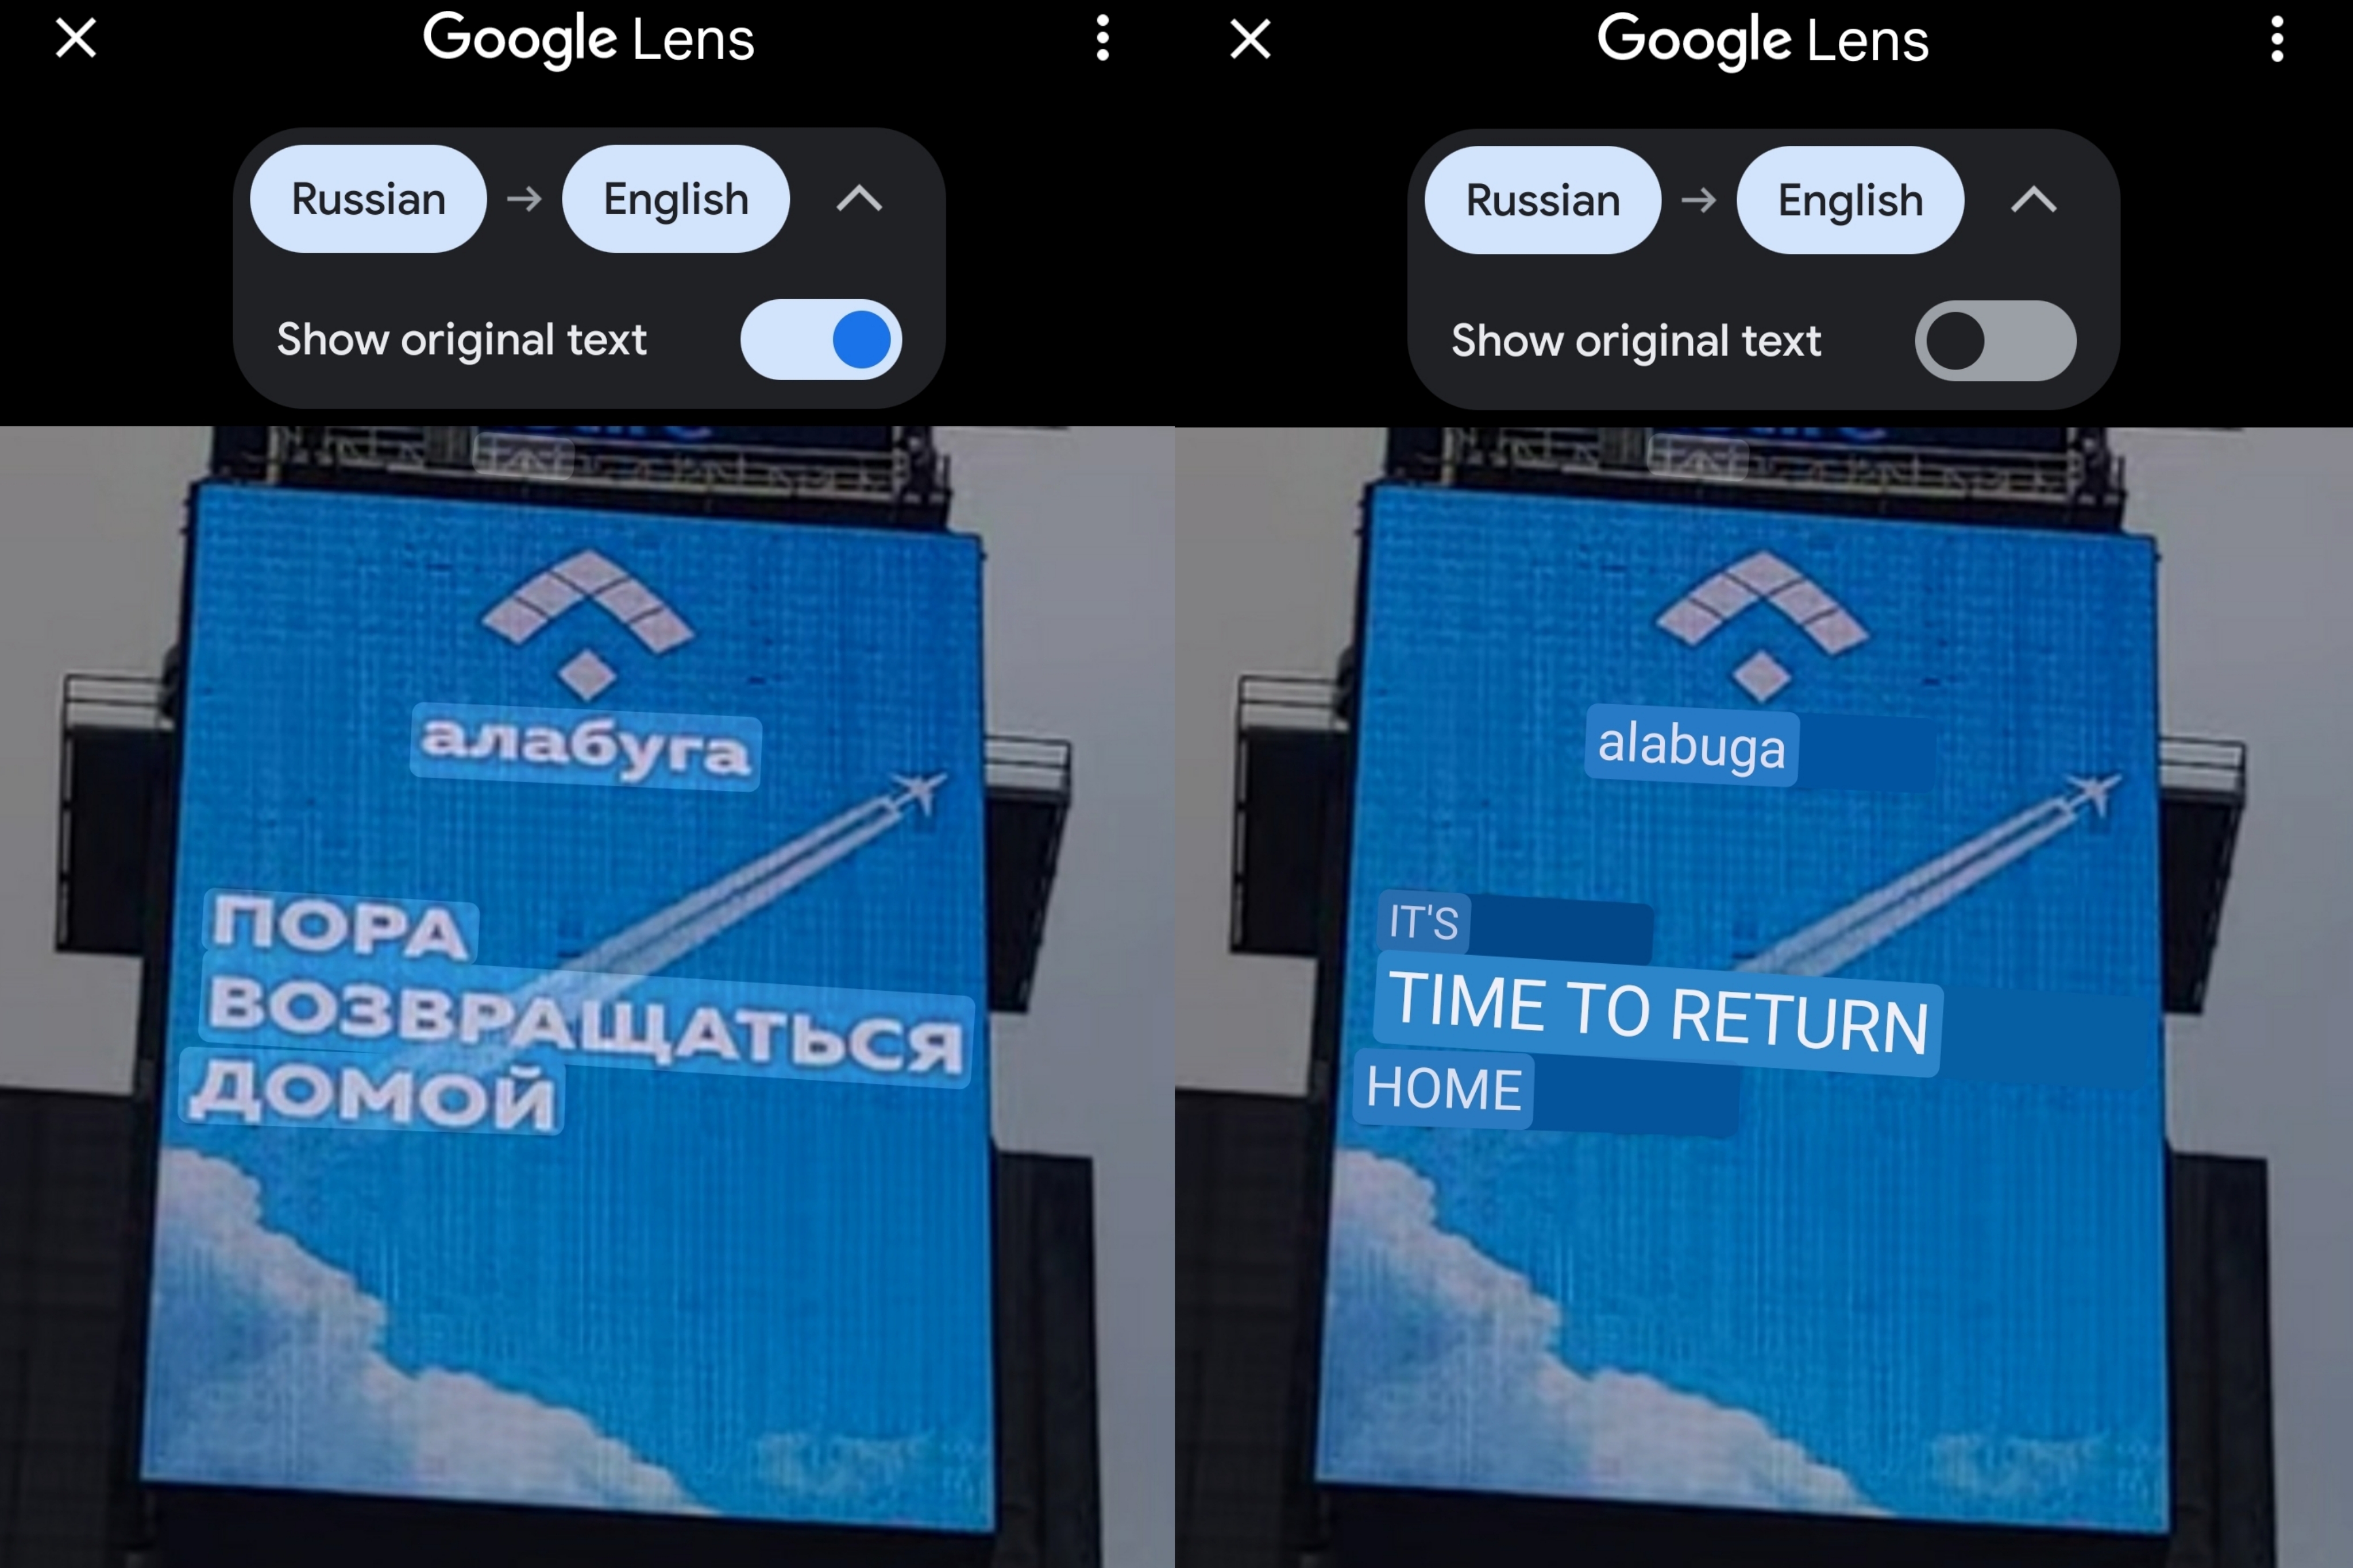 Google Lens
Russian → English
Show original text
алабуга
ПОРА
ВОЗВРАЩАТЬСЯ
ДОМОЙ
Google Lens
Russian → English
Show original text
alabuga
IT'S
TIME TO RETURN
HOME